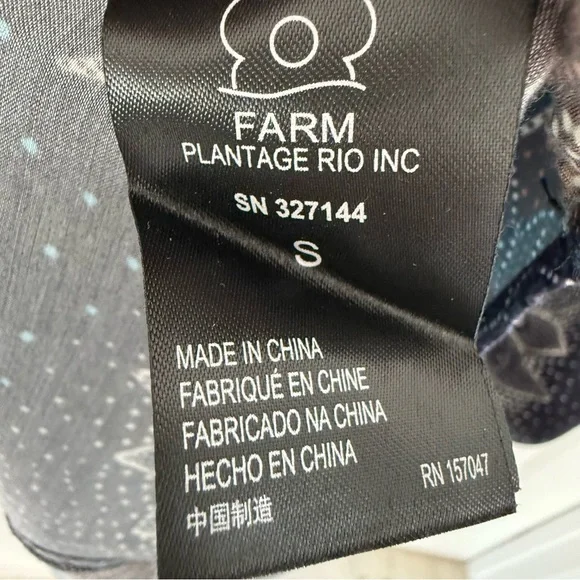 FARM
PLANTAGE RIO INC
SN 327144
S
MADE IN CHINA
FABRIQUÉ EN CHINE
FABRICADO NA CHINA
HECHO EN CHINA
中国制造
RN 157047